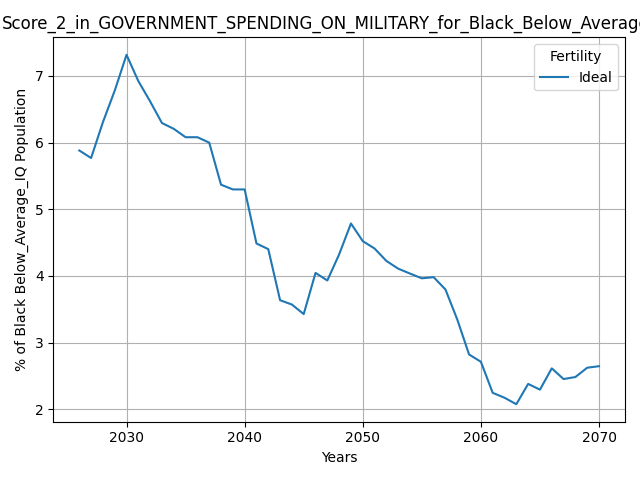 Score_2_in_GOVERNMENT_SPENDING_ON_MILITARY_for_Black_Below_Average
Fertility
Ideal
% of Black Below_Average_IQ Population
7
6
5
4
3
2
2030 2040 2050 2060 2070
Years